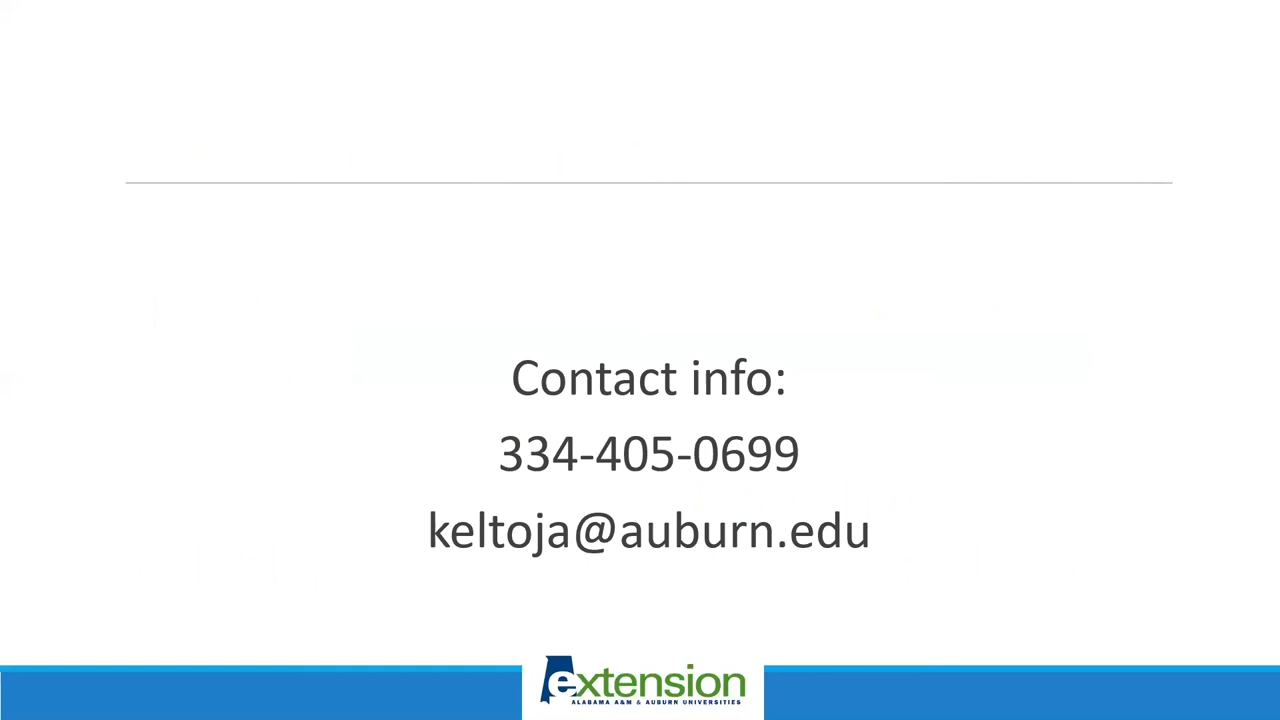 Contact info:
334-405-0699
keltoja@auburn.edu
extension
ALABAMA A&M & AUBURN UNIVERSITIES